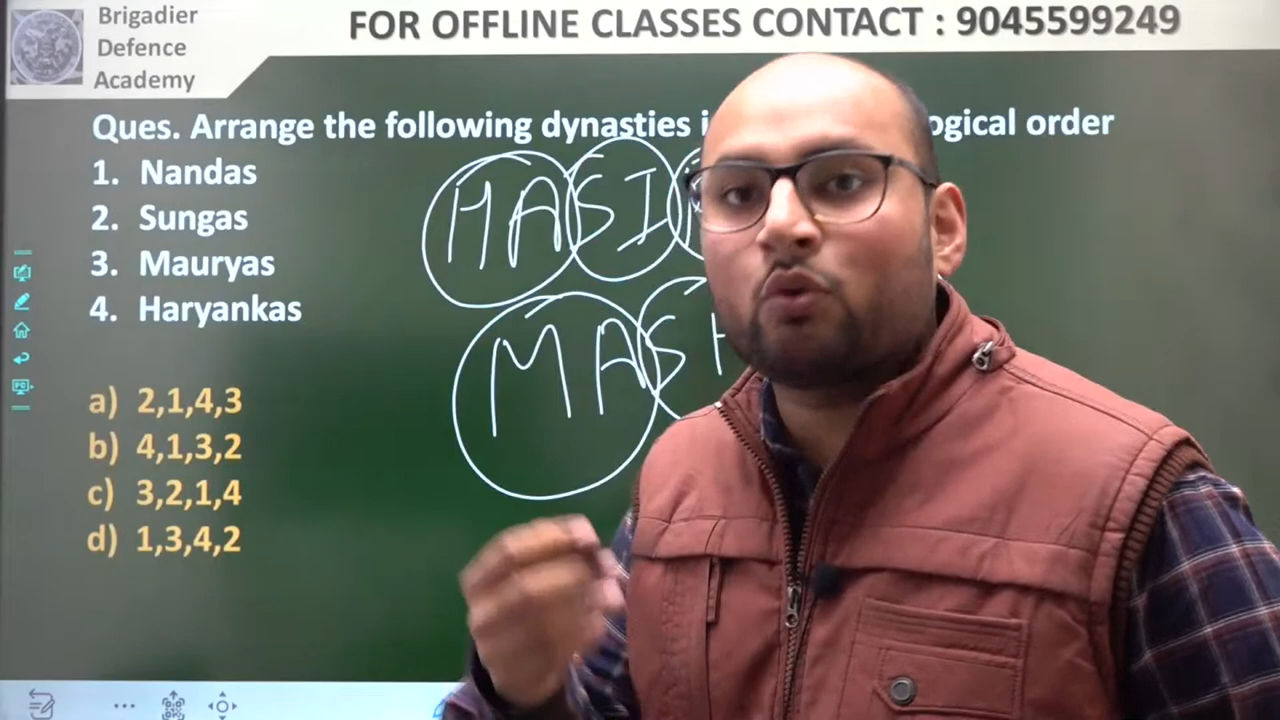 Brigadier
Defence
Academy
FOR OFFLINE CLASSES CONTACT : 9045599249
Ques. Arrange the following dynasties
order
1. Nandas
2. Sungas
3. Mauryas
4. Haryankas
HASI
MAS
a) 2,1,4,3
b) 4,1,3,2
c) 3,2,1,4
d) 1,3,4,2